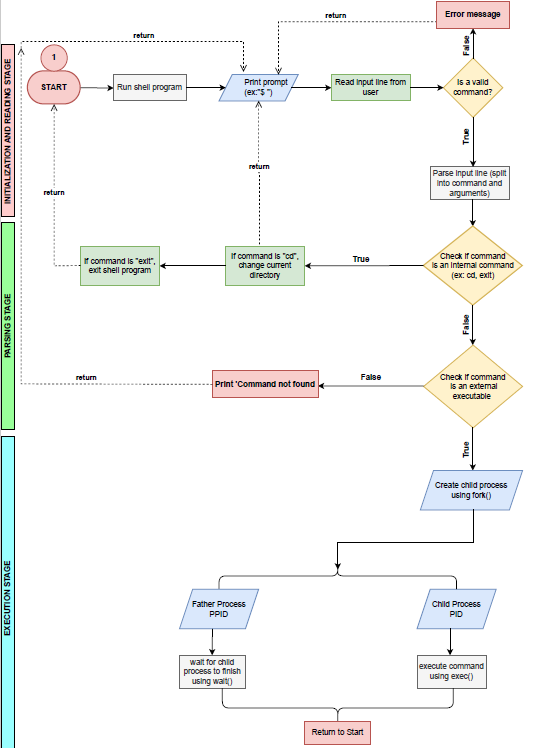 Error message
return
return
False
1
START
Run shell program
Print prompt
(ex:"$ ")
Read input line from
user
Is a valid
command?
INITIALIZATION AND READING STAGE
True
Parse input line (split
into command and
arguments)
return
return
If command is "exit",
exit shell program
If command is "cd",
change current
directory
True
Check if command
is an internal command
(ex: cd, exit)
PARSING STAGE
False
return
Print 'Command not found
False
Check if command
is an external
executable
True
Create child process
using fork()
EXECUTION STAGE
Father Process
PPID
Child Process
PID
wait for child
process to finish
using wait()
execute command
using exec()
Return to Start